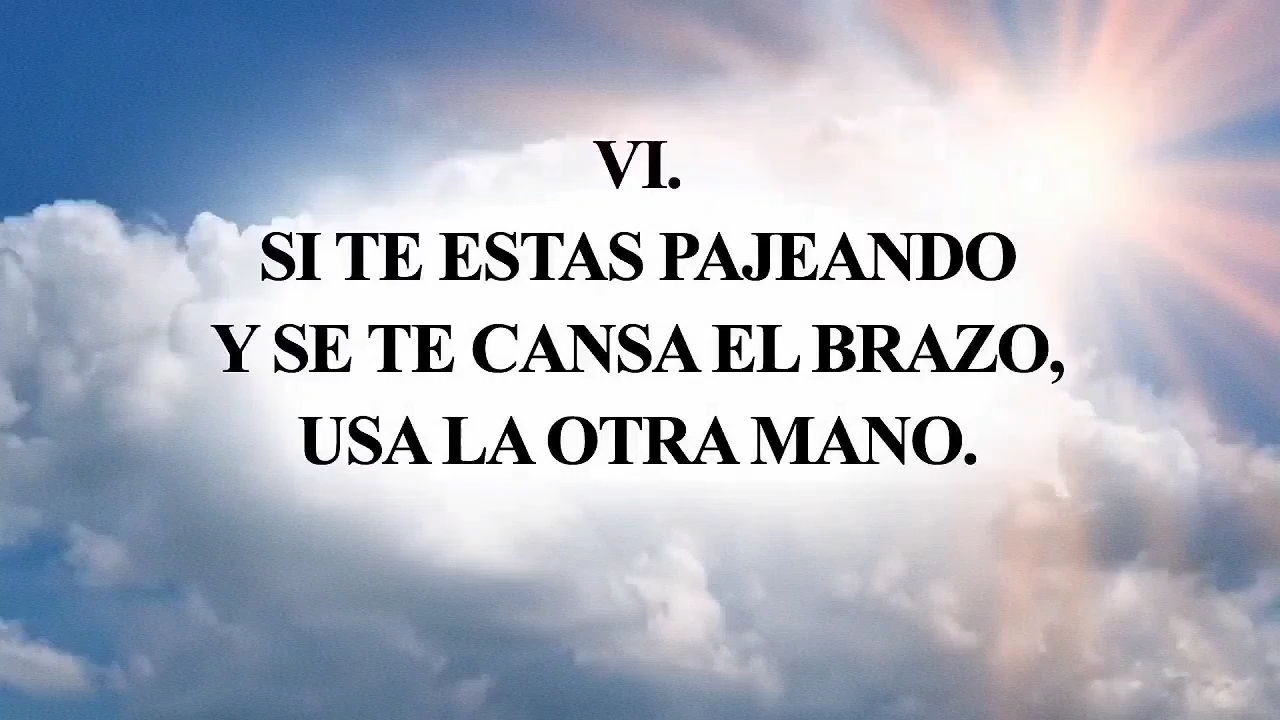 VI.
SI TE ESTAS PAJEANDO
Y SE TE CANSA EL BRAZO,
USA LA OTRA MANO.